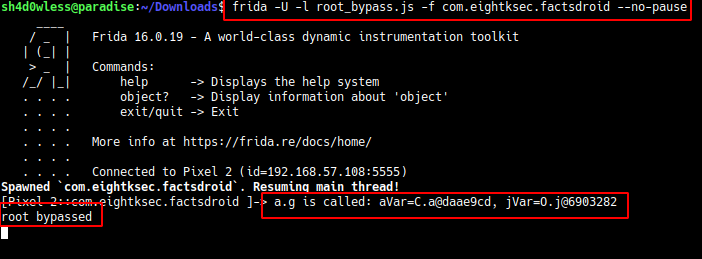 sh4d0wless@paradise:~/Downloads$ frida -U -l root_bypass.js -f com.eightksec.factsdroid --no-pause
     ____
    / _  |   Frida 16.0.19 - A world-class dynamic instrumentation toolkit
   | (_| |
    > _  |   Commands:
   /_/ |_|       help      -> Displays the help system
   . . . .       object?   -> Display information about 'object'
   . . . .       exit/quit -> Exit
   . . . .
   . . . .   More info at https://frida.re/docs/home/
   . . . .
   . . . .   Connected to Pixel 2 (id=192.168.57.108:5555)
Spawned `com.eightksec.factsdroid`. Resuming main thread!
[Pixel 2::com.eightksec.factsdroid ]-> a.g is called: aVar=C.a@daae9cd, jVar=O.j@6903282
root bypassed